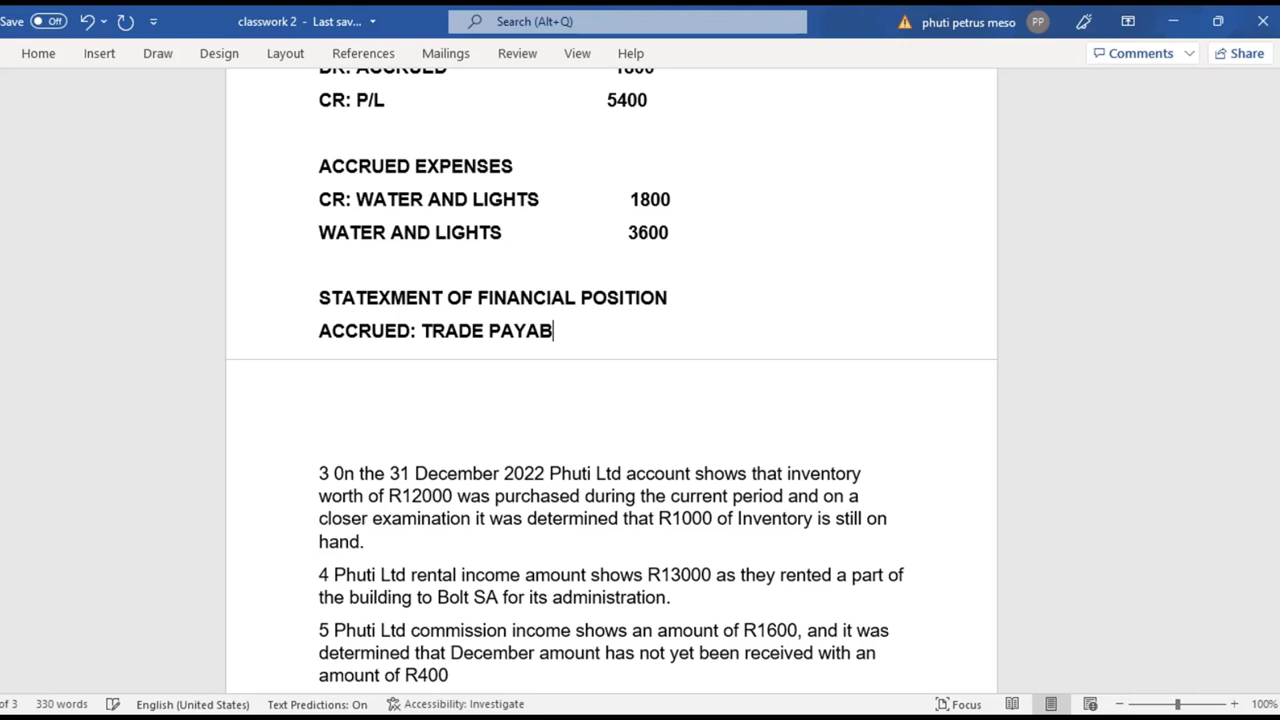 Save Off classwork 2 - Last sav... Search (Alt+Q) phuti petrus meso PP
Home Insert Draw Design Layout References Mailings Review View Help Comments Share
DR: ACCRUED 1800
CR: P/L 5400
ACCRUED EXPENSES
CR: WATER AND LIGHTS 1800
WATER AND LIGHTS 3600
STATEXMENT OF FINANCIAL POSITION
ACCRUED: TRADE PAYAB
3 0n the 31 December 2022 Phuti Ltd account shows that inventory
worth of R12000 was purchased during the current period and on a
closer examination it was determined that R1000 of Inventory is still on
hand.
4 Phuti Ltd rental income amount shows R13000 as they rented a part of
the building to Bolt SA for its administration.
5 Phuti Ltd commission income shows an amount of R1600, and it was
determined that December amount has not yet been received with an
amount of R400
of 3 330 words English (United States) Text Predictions: On Accessibility: Investigate Focus 100%